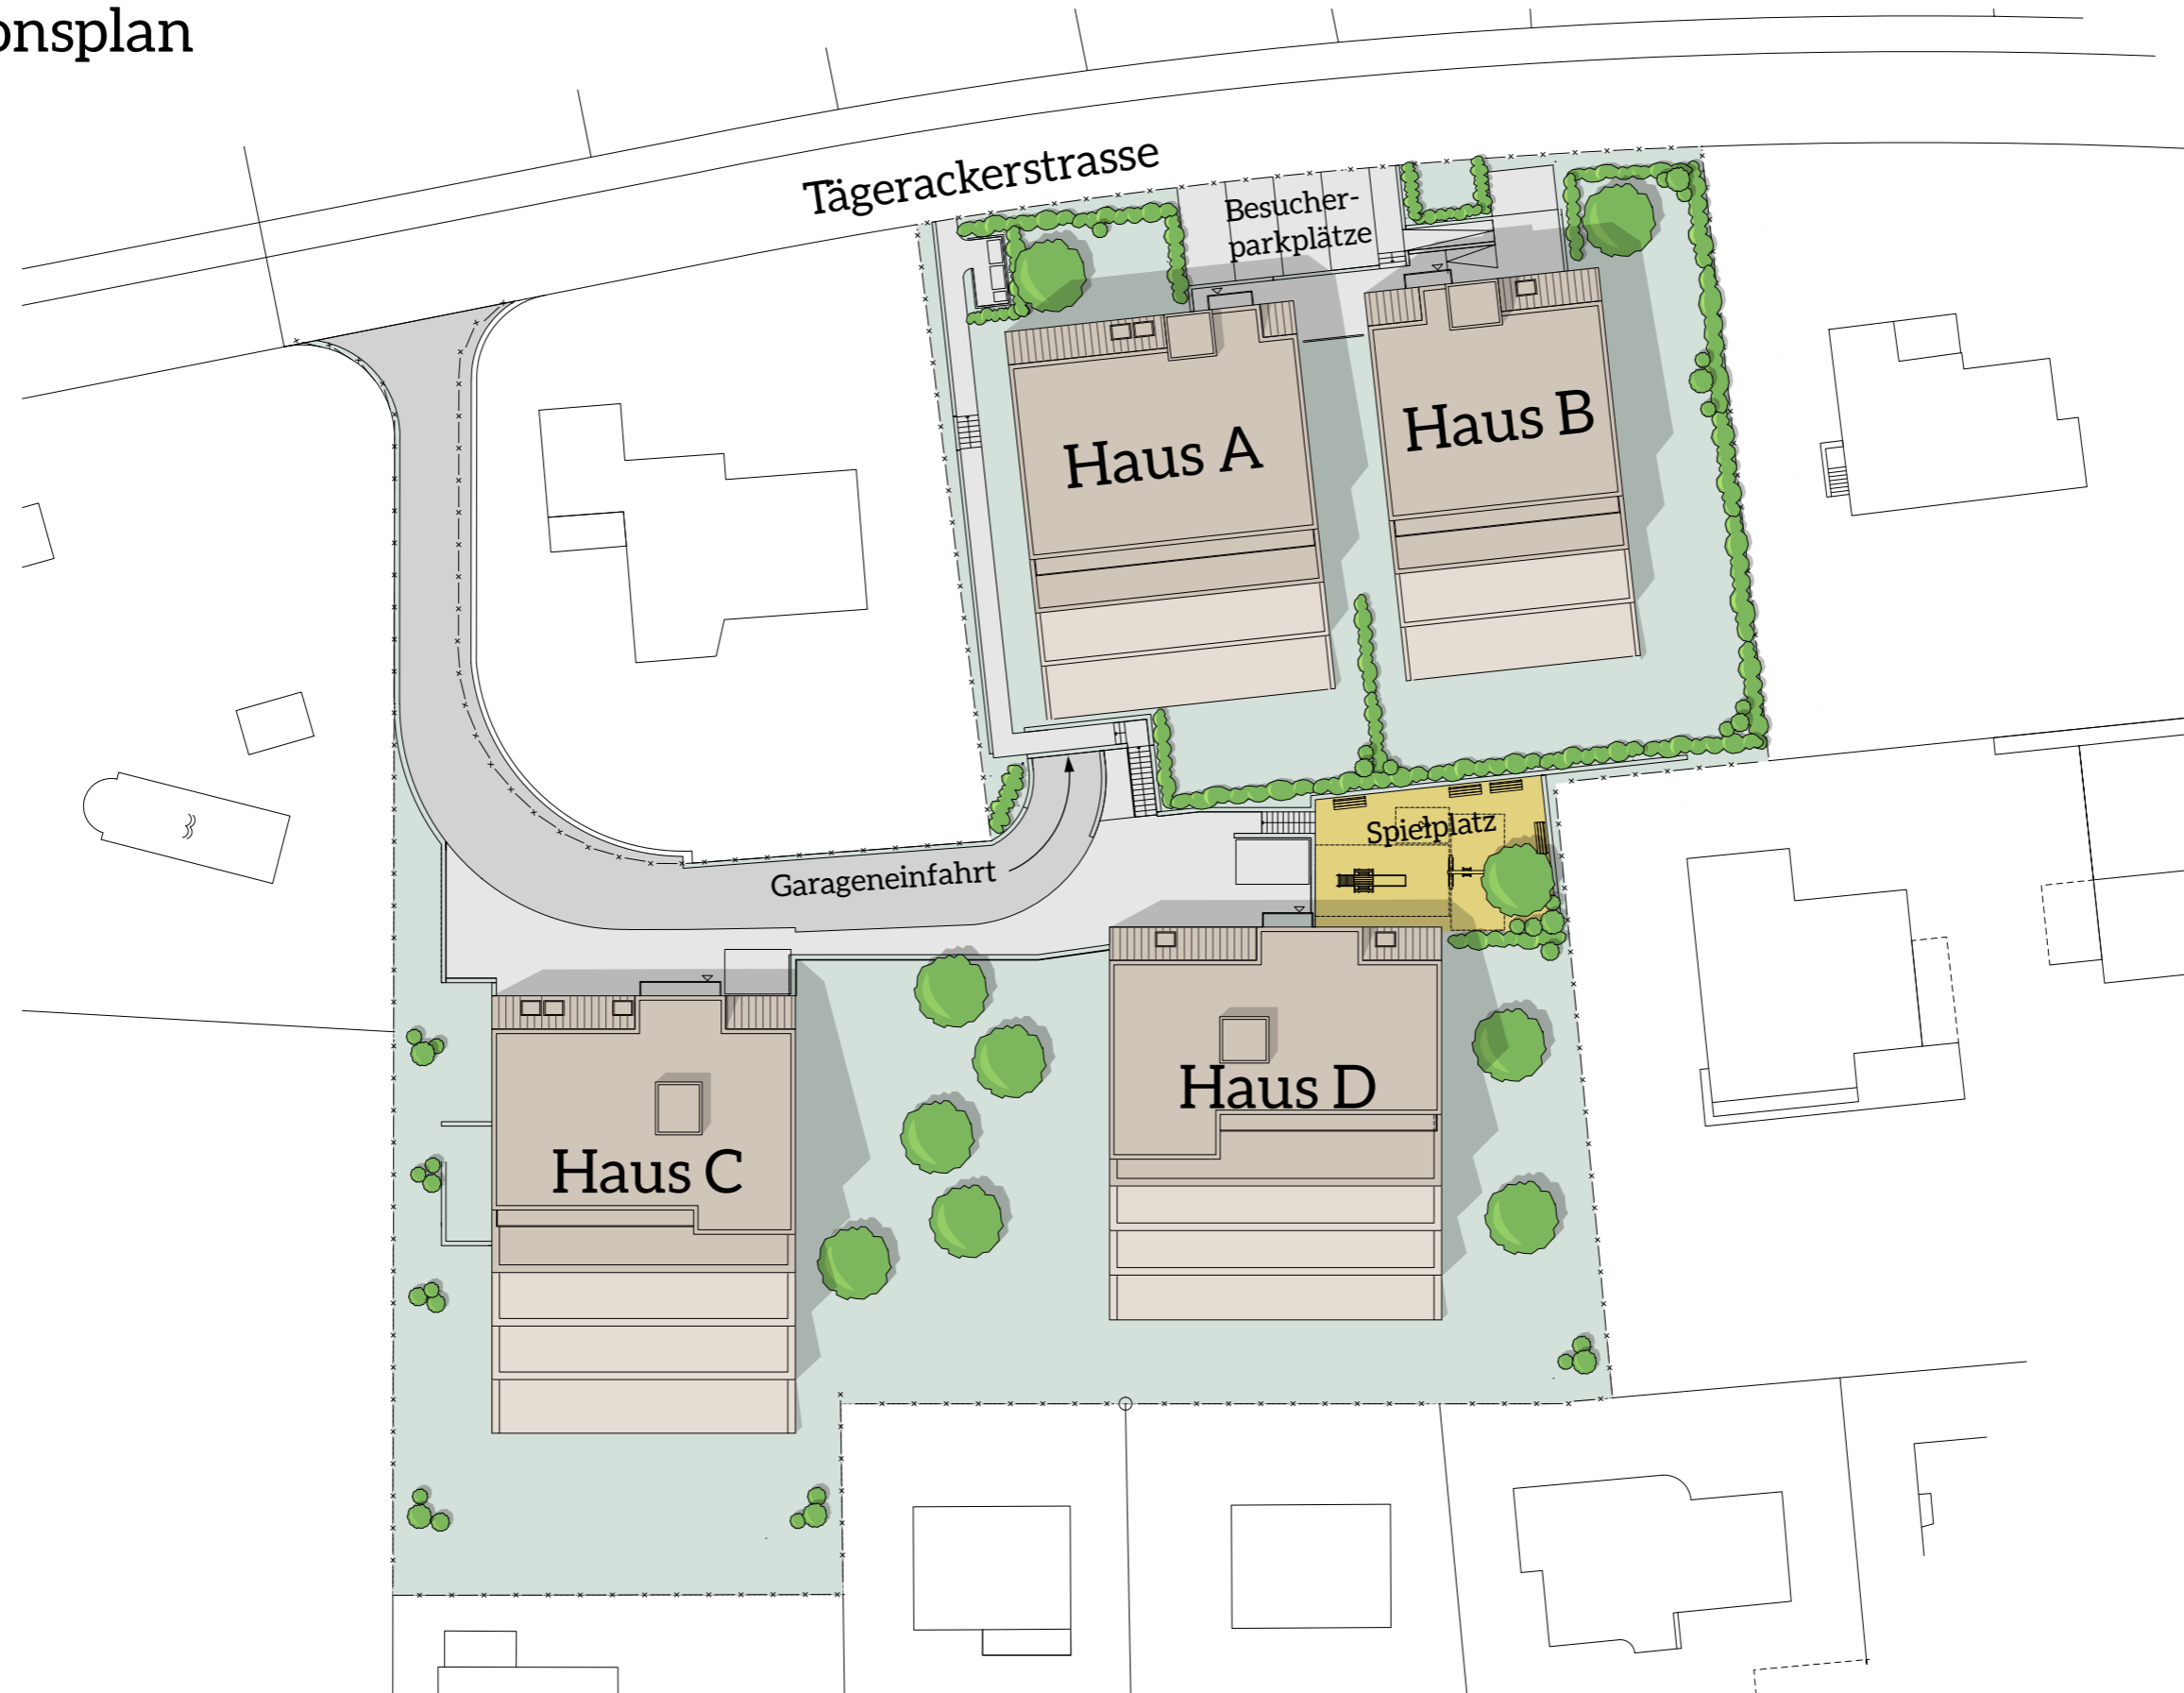 onsplan
Tägerackerstrasse
Besucher-
parkplätze
Haus A
Haus B
Spielplatz
Garageneinfahrt
Haus C
Haus D